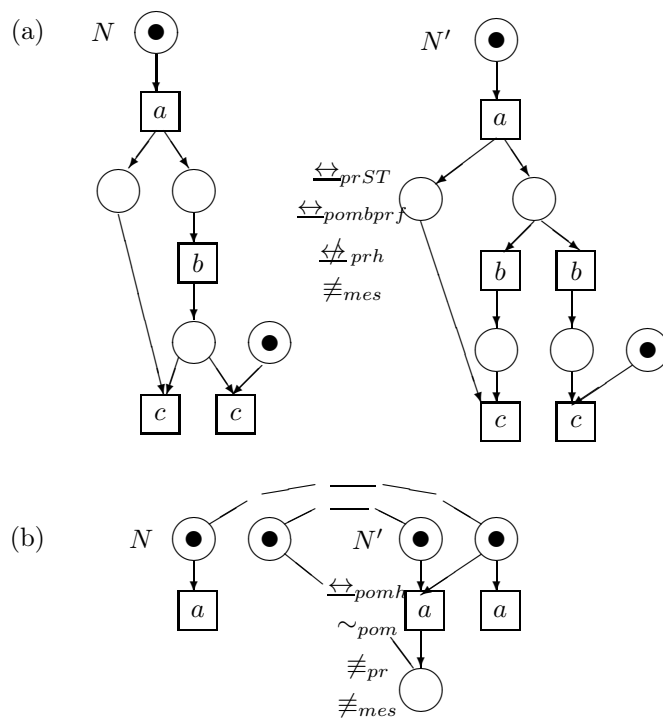 (a) N N′
a a
↔̲prST
↔̲pombprf
b b b
↮̲prh
≢mes
c c c c
(b) N N′
↔̲pomh
a a a
∼pom
≢pr
≢mes